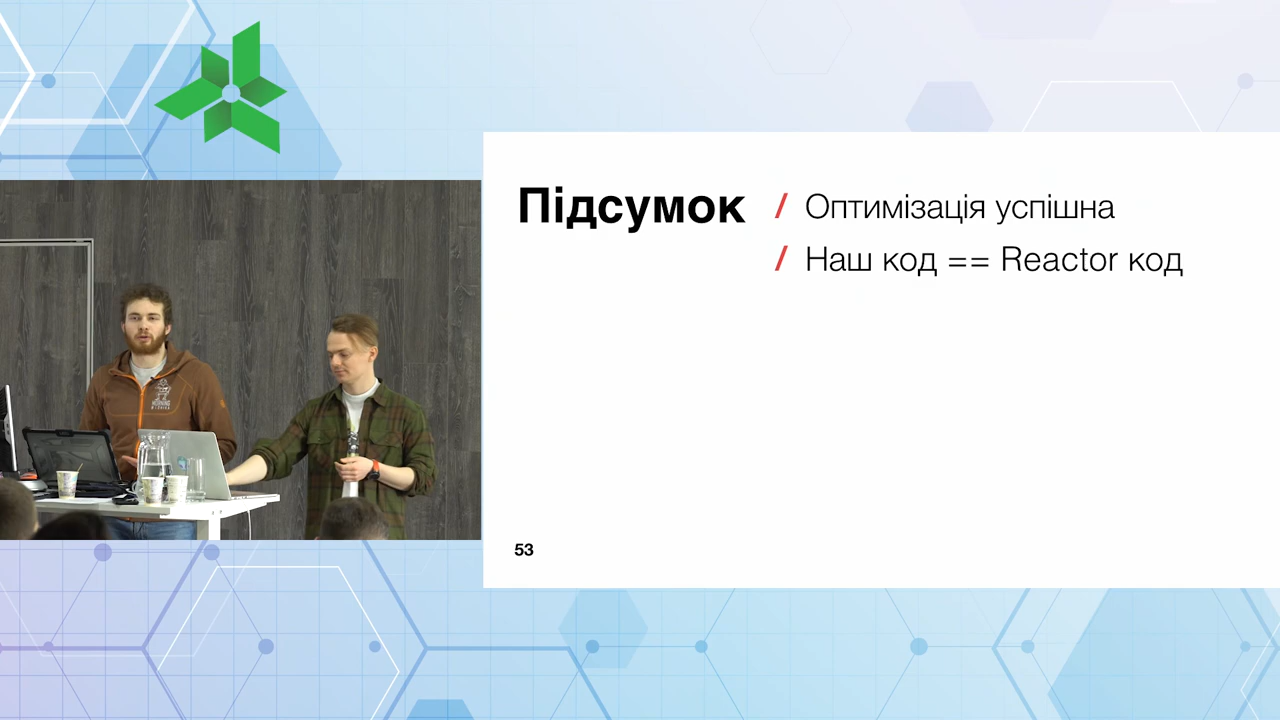 Підсумок
/ Оптимізація успішна
/ Наш код == Reactor код
53